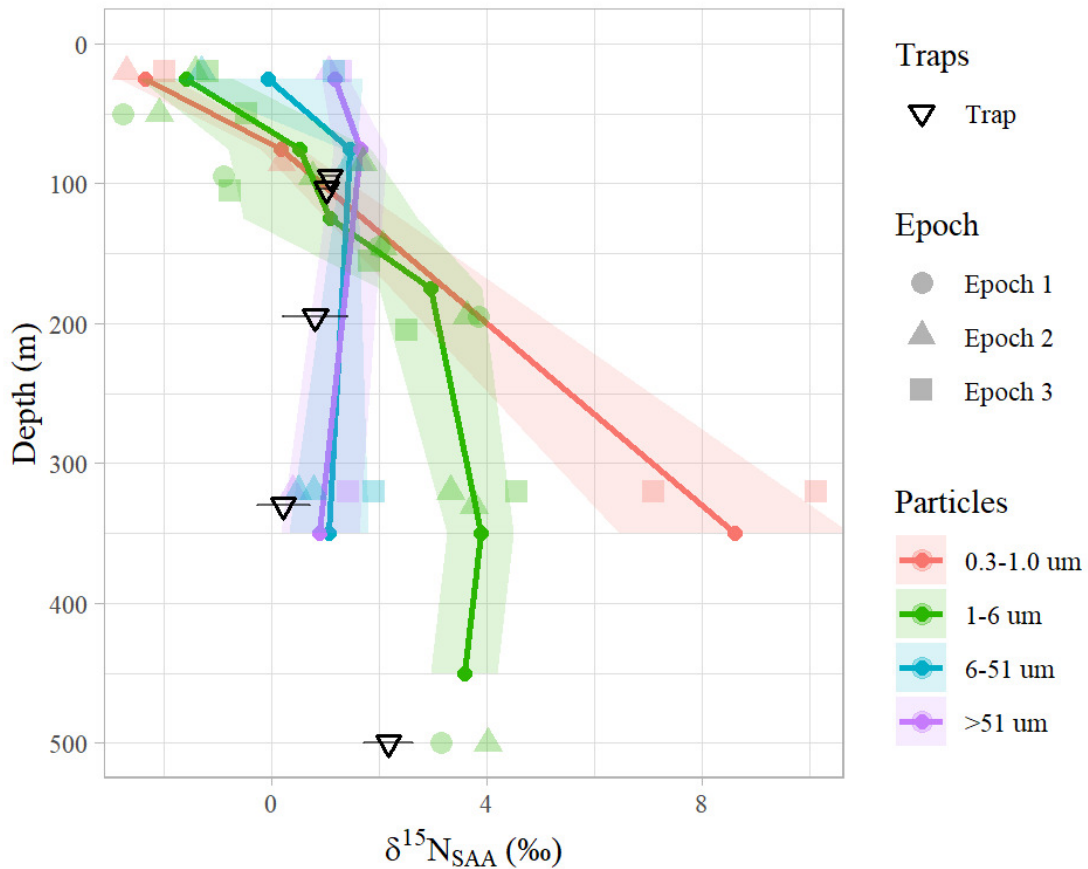 0
100
200
300
400
500
Depth (m)
0 4 8
δ¹⁵N_SAA (‰)
Traps
Trap
Epoch
Epoch 1
Epoch 2
Epoch 3
Particles
0.3-1.0 um
1-6 um
6-51 um
>51 um